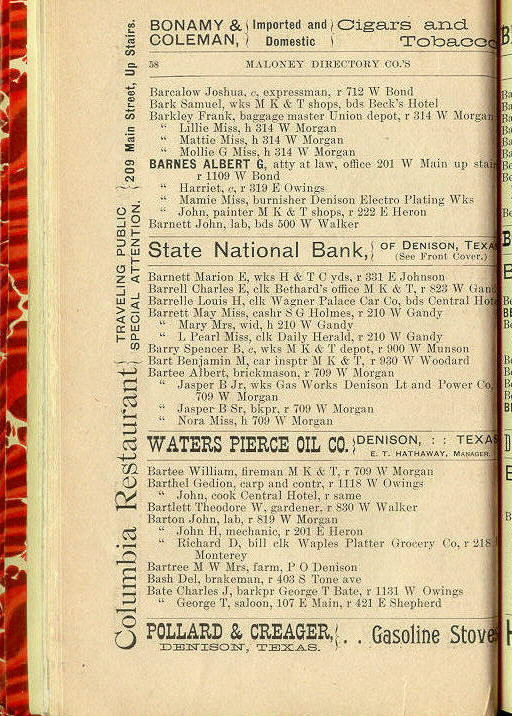 BONAMY & COLEMAN, Imported and Domestic Cigars and Tobacco
58 MALONEY DIRECTORY CO.'S
Barcalow Joshua, c, expressman, r 712 W Bond
Bark Samuel, wks M K & T shops, bds Beck's Hotel
Barkley Frank, baggage master Union depot, r 314 W Morgan
“ Lillie Miss, h 314 W Morgan
“ Mattie Miss, h 314 W Morgan
“ Mollie G Miss, h 314 W Morgan
BARNES ALBERT G, atty at law, office 201 W Main up stai
r 1109 W Bond
“ Harriet, c, r 319 E Owings
“ Mamie Miss, burnisher Denison Electro Plating Wks
“ John, painter M K & T shops, r 222 E Heron
Barnett John, lab, bds 500 W Walker
State National Bank, OF DENISON, TEXA
(See Front Cover.)
Barnett Marion E, wks H & T C yds, r 331 E Johnson
Barrell Charles E, clk Bethard's office M K & T, r 823 W Gan
Barrelle Louis H, clk Wagner Palace Car Co, bds Central Hot
Barrett May Miss, cashr S G Holmes, r 210 W Gandy
“ Mary Mrs, wid, h 210 W Gandy
“ L Pearl Miss, clk Daily Herald, r 210 W Gandy
Barry Spencer B, c, wks M K & T depot, r 900 W Munson
Bart Benjamin M, car insptr M K & T, r 930 W Woodard
Bartee Albert, brickmason, r 709 W Morgan
“ Jasper B Jr, wks Gas Works Denison Lt and Power Co,
709 W Morgan
“ Jasper B Sr, bkpr, r 709 W Morgan
“ Nora Miss, h 709 W Morgan
WATERS PIERCE OIL CO. DENISON, : : TEXA
E. T. HATHAWAY, MANAGER.
Bartee William, fireman M K & T, r 709 W Morgan
Barthel Gedion, carp and contr, r 1118 W Owings
“ John, cook Central Hotel, r same
Bartlett Theodore W, gardener, r 830 W Walker
Barton John, lab, r 819 W Morgan
“ John H, mechanic, r 201 E Heron
“ Richard D, bill clk Waples Platter Grocery Co, r 218
Monterey
Bartree M W Mrs, farm, P O Denison
Bash Del, brakeman, r 403 S Tone ave
Bate Charles J, barkpr George T Bate, r 1131 W Owings
“ George T, saloon, 107 E Main, r 421 E Shepherd
POLLARD & CREAGER, . . Gasoline Stove
DENISON, TEXAS.
Columbia Restaurant
TRAVELING PUBLIC
SPECIAL ATTENTION.
209 Main Street, Up Stairs.